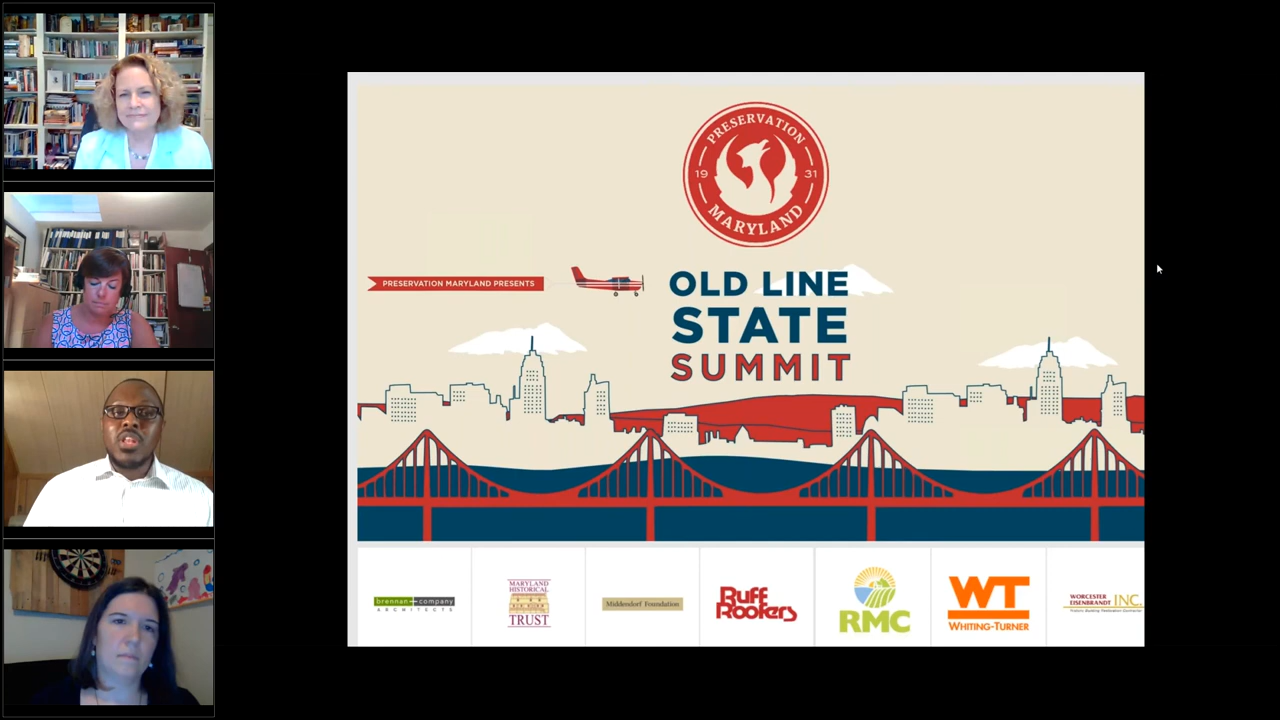 PRESERVATION
19 31
MARYLAND
PRESERVATION MARYLAND PRESENTS
OLD LINE
STATE
SUMMIT
brennan+company
ARCHITECTS
MARYLAND
HISTORICAL
TRUST
Middendorf Foundation
Ruff
Roofers
RMC
WT
WHITING-TURNER
WORCESTER
EISENBRANDT INC.